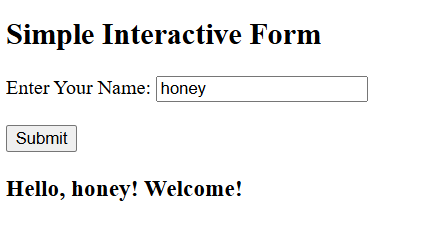 Simple Interactive Form
Enter Your Name: honey
Submit
Hello, honey! Welcome!